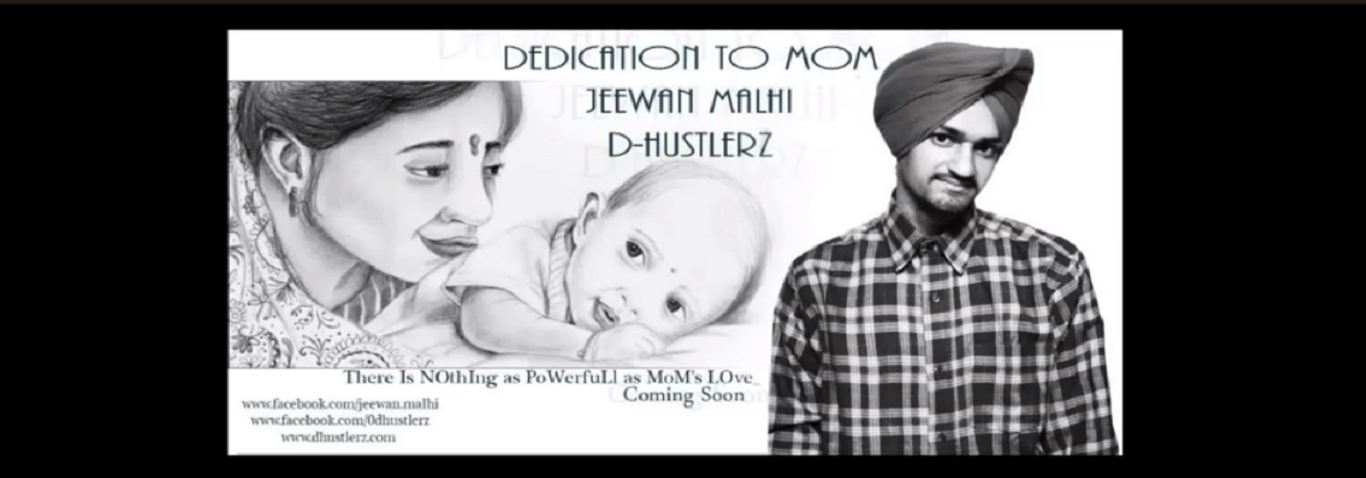 DEDICATION TO MOM
JEEWAN MALHI
D-HUSTLERZ
There Is NOthIng as PoWerfuLl as MoM's LOve_
Coming Soon
www.facebook.com/jeewan.malhi
www.facebook.com/0dhustlerz
www.dhustlerz.com